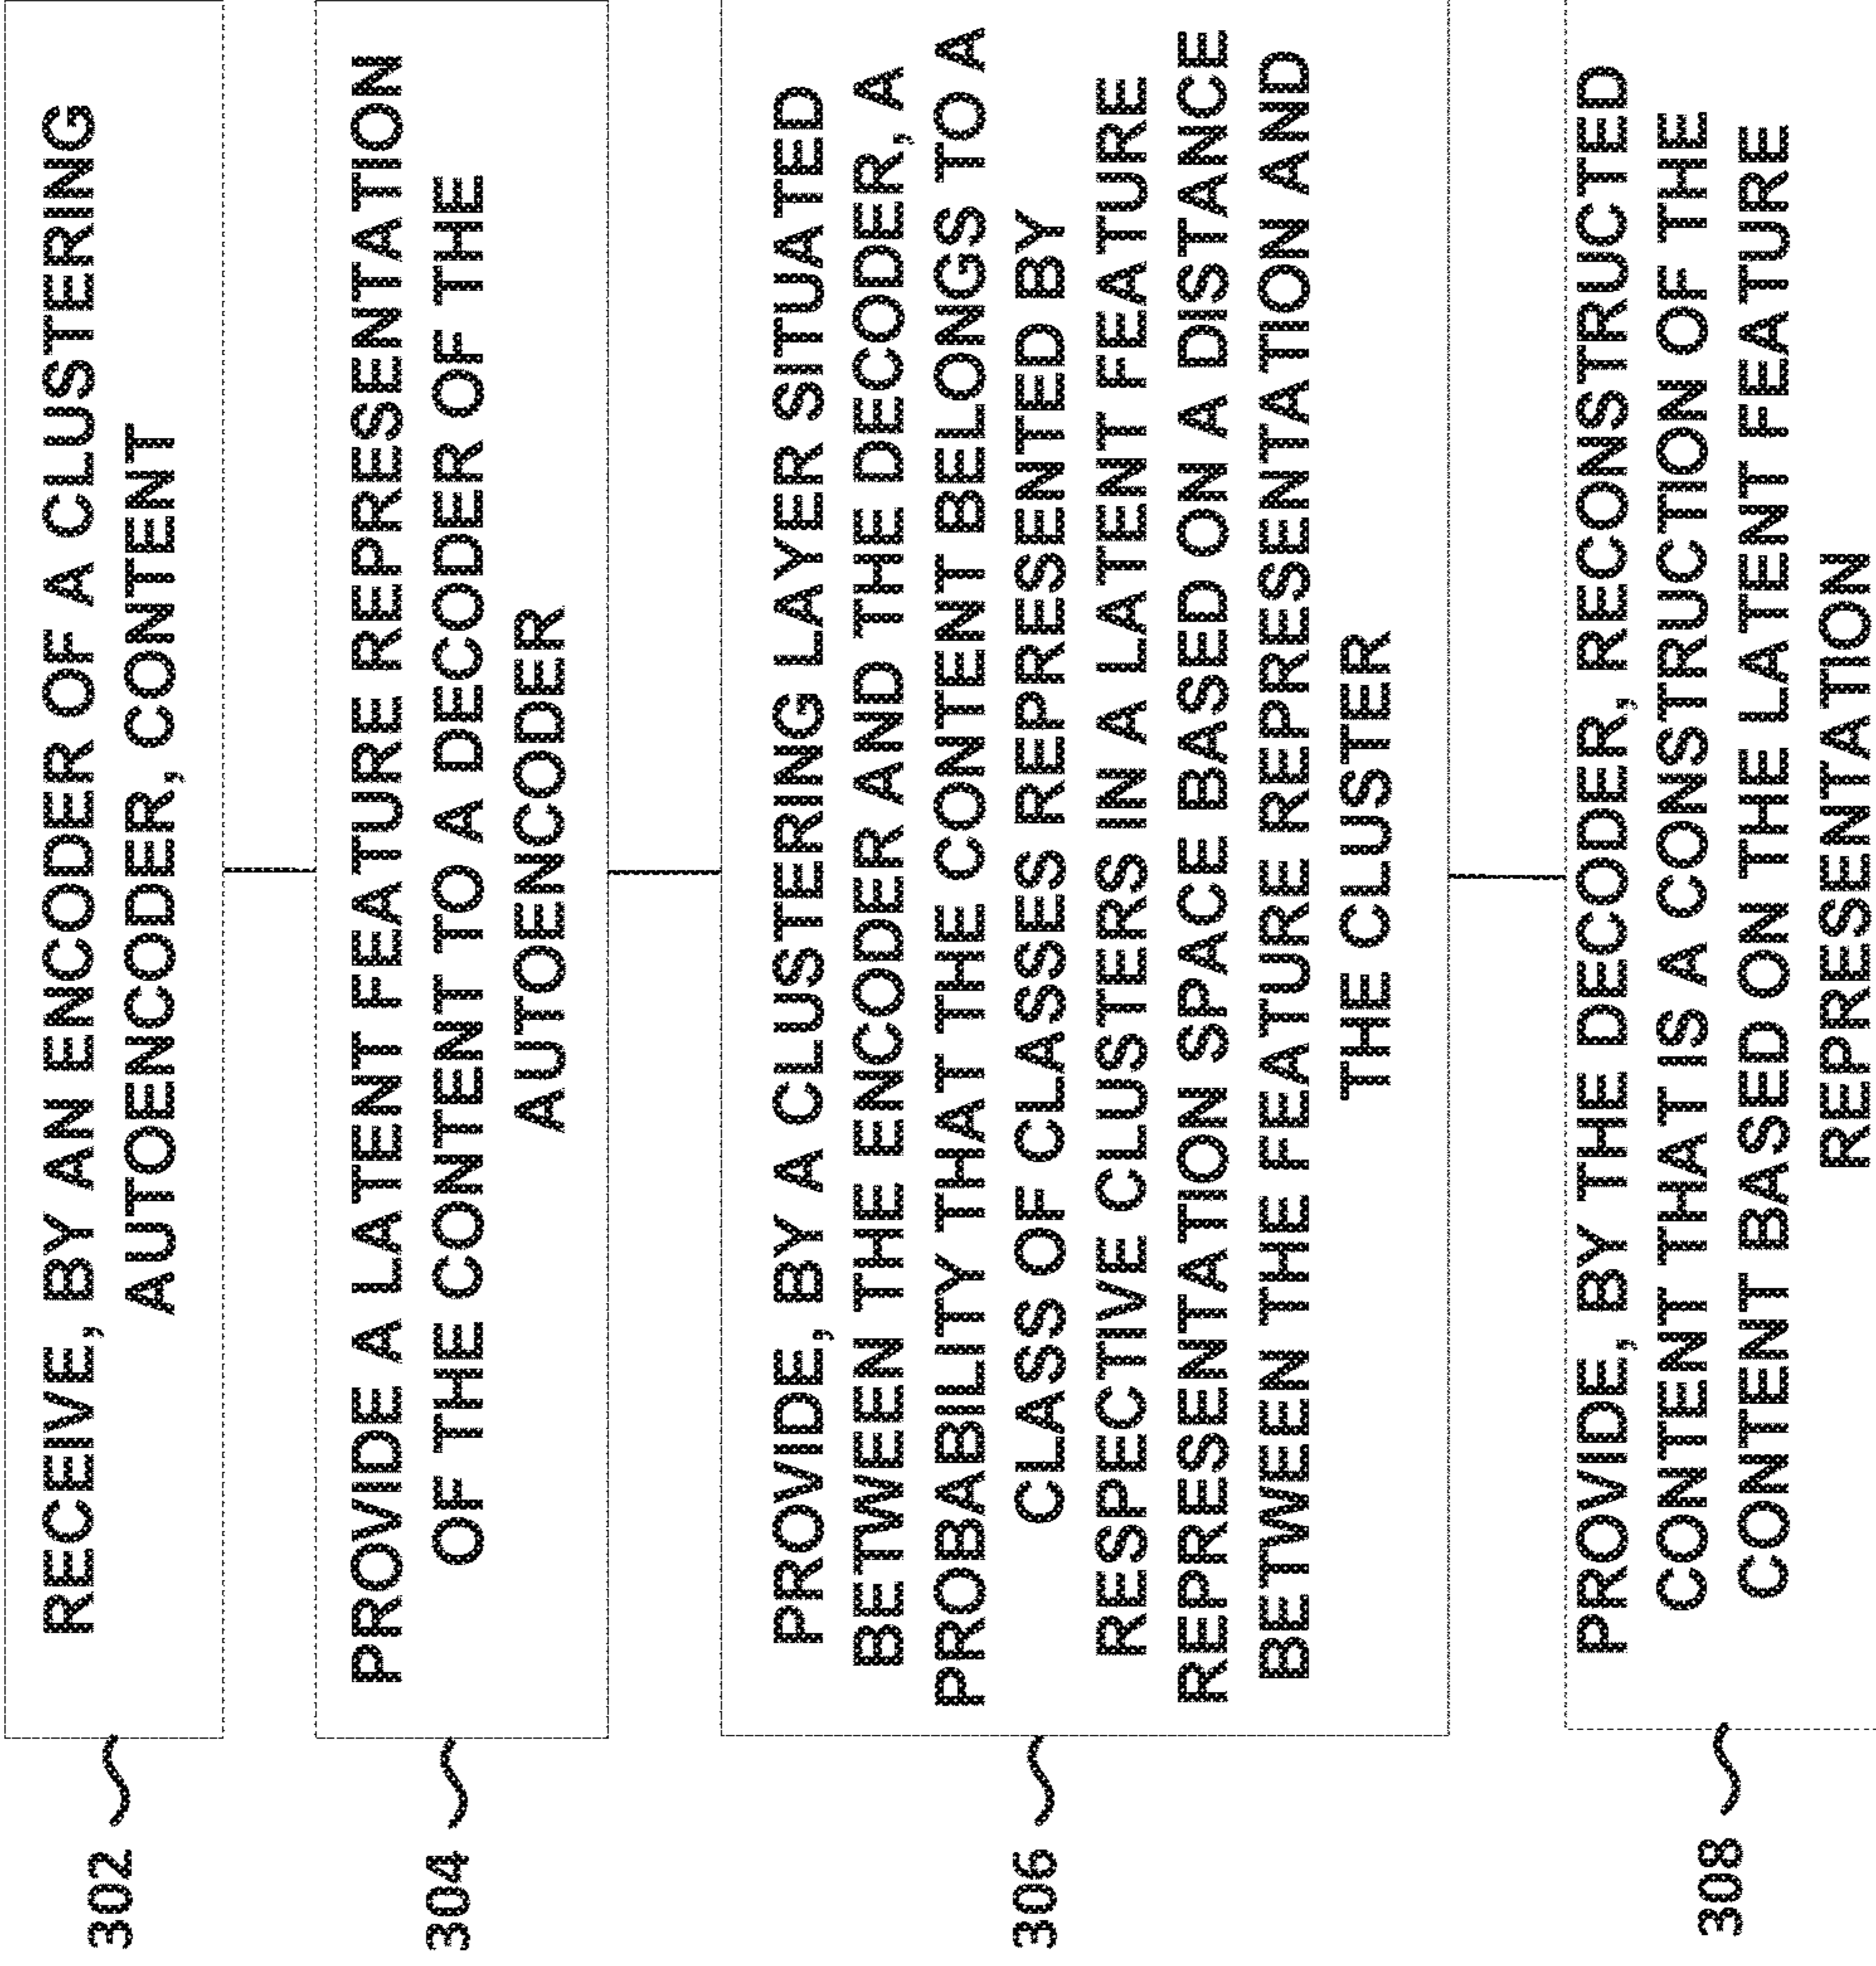 302
RECEIVE, BY AN ENCODER OF A CLUSTERING
AUTOENCODER, CONTENT
304
PROVIDE A LATENT FEATURE REPRESENTATION
OF THE CONTENT TO A DECODER OF THE
AUTOENCODER
306
PROVIDE, BY A CLUSTERING LAYER SITUATED
BETWEEN THE ENCODER AND THE DECODER, A
PROBABILITY THAT THE CONTENT BELONGS TO A
CLASS OF CLASSES REPRESENTED BY
RESPECTIVE CLUSTERS IN A LATENT FEATURE
REPRESENTATION SPACE BASED ON A DISTANCE
BETWEEN THE FEATURE REPRESENTATION AND
THE CLUSTER
308
PROVIDE, BY THE DECODER, RECONSTRUCTED
CONTENT THAT IS A CONSTRUCTION OF THE
CONTENT BASED ON THE LATENT FEATURE
REPRESENTATION